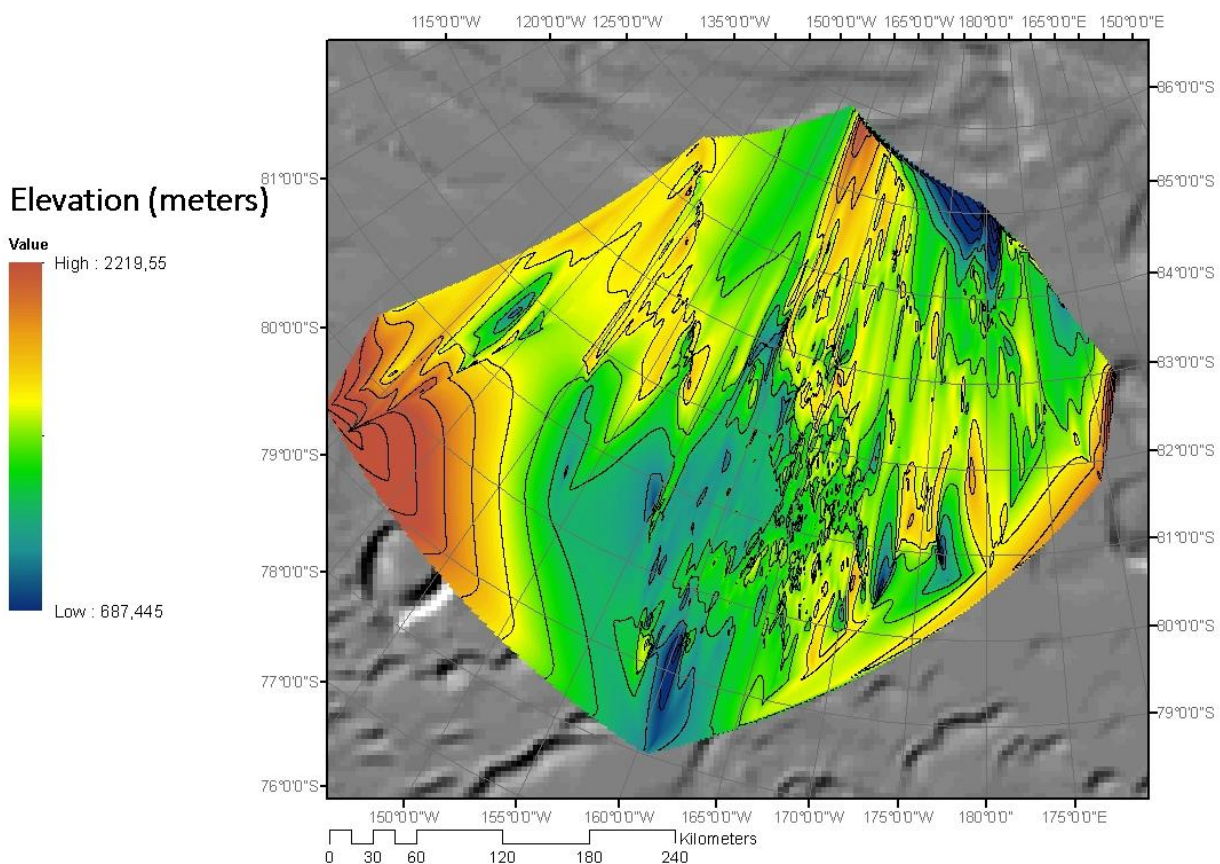 115°0'0"W 120°0'0"W 125°0'0"W 135°0'0"W 150°0'0"W 165°0'0"W 180°0'0" 165°0'0"E 150°0'0"E
86°0'0"S
81°0'0"S
85°0'0"S
Elevation (meters)
Value
High : 2219,55
84°0'0"S
80°0'0"S
83°0'0"S
79°0'0"S
82°0'0"S
81°0'0"S
78°0'0"S
Low : 687,445
80°0'0"S
77°0'0"S
79°0'0"S
76°0'0"S
150°0'0"W 155°0'0"W 160°0'0"W 165°0'0"W 170°0'0"W 175°0'0"W 180°0'0" 175°0'0"E
Kilometers
0 30 60 120 180 240